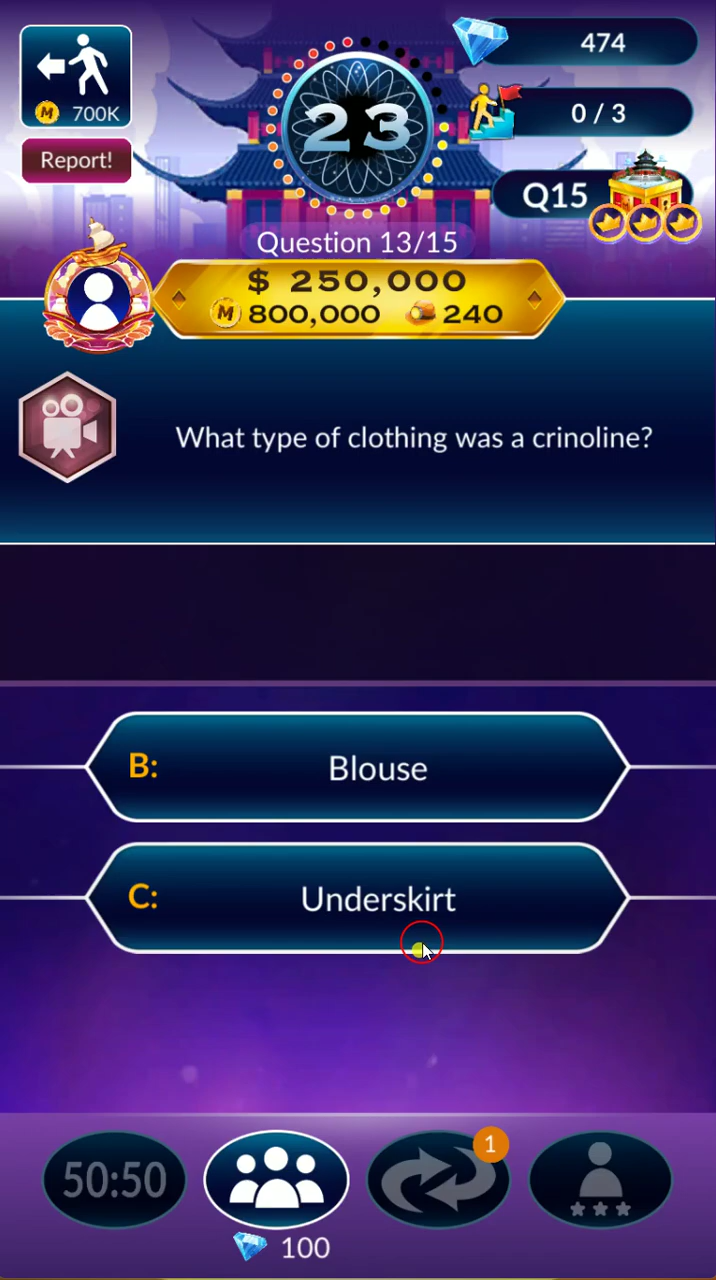 474
M 700K
23
0 / 3
Report!
Q15
Question 13/15
$ 250,000
M 800,000 240
What type of clothing was a crinoline?
B: Blouse
C: Underskirt
1
50:50
100